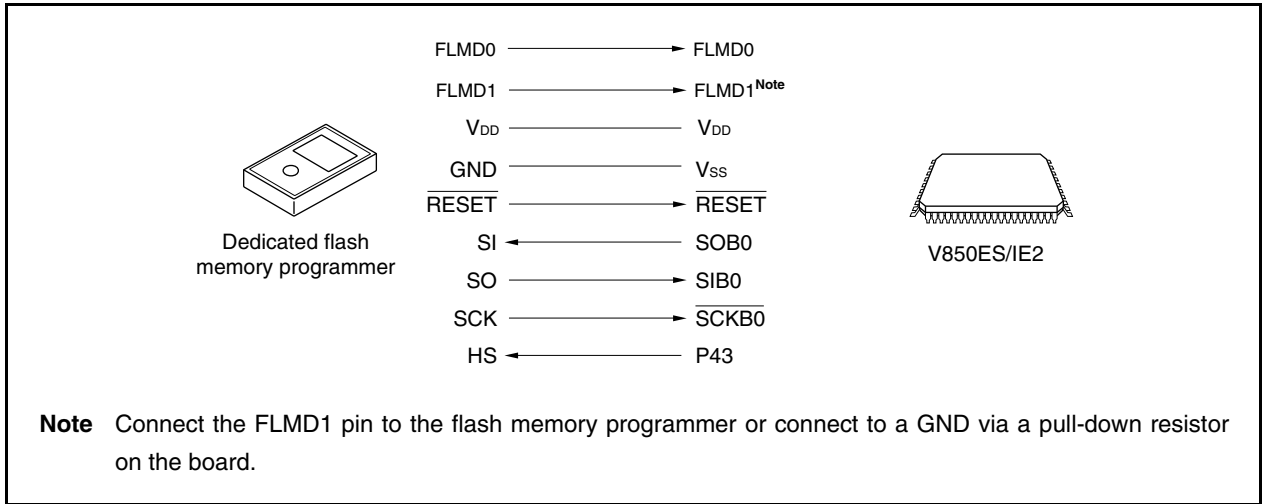 FLMD0 FLMD0
FLMD1 FLMD1Note
VDD VDD
GND VSS
RESET RESET
SI SOB0
SO SIB0
SCK SCKB0
HS P43
Dedicated flash
memory programmer
V850ES/IE2
Note Connect the FLMD1 pin to the flash memory programmer or connect to a GND via a pull-down resistor
on the board.